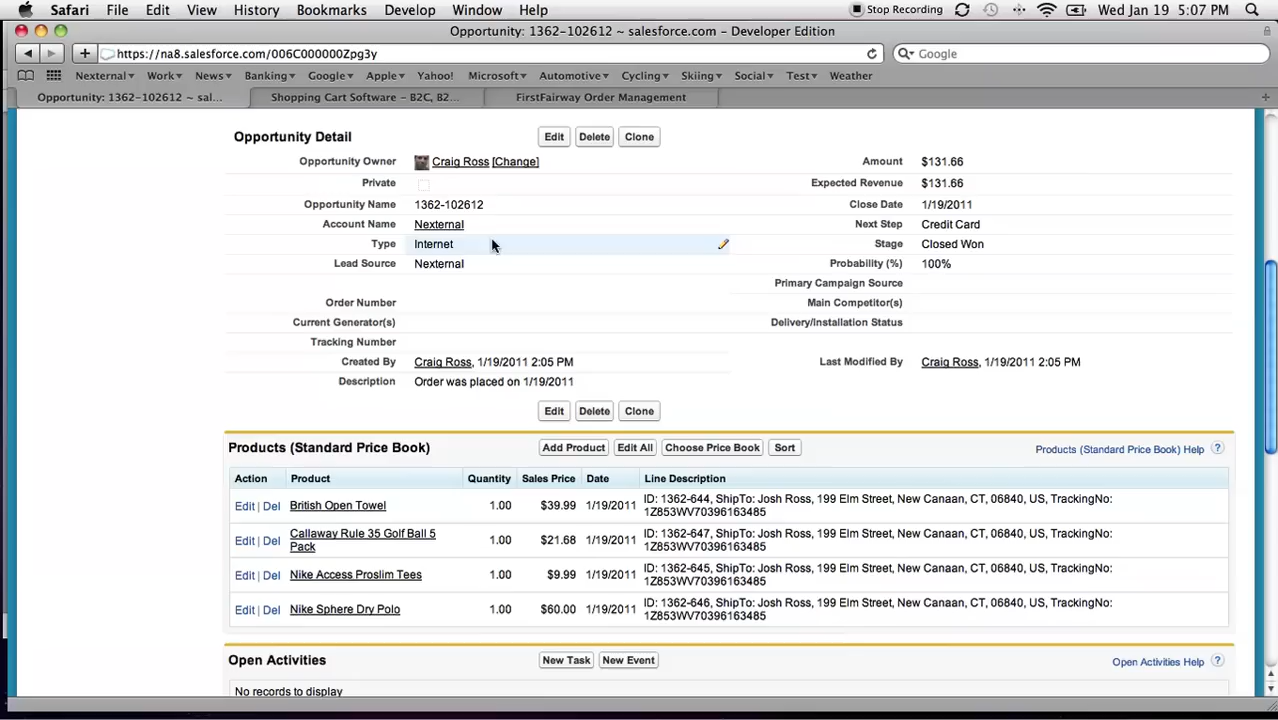 Safari File Edit View History Bookmarks Develop Window Help Stop Recording Wed Jan 19 5:07 PM
Opportunity: 1362-102612 ~ salesforce.com - Developer Edition
https://na8.salesforce.com/006C000000Zpg3y Google
Nexternal Work News Banking Google Apple Yahoo! Microsoft Automotive Cycling Skiing Social Test Weather
Opportunity: 1362-102612 ~ sal... Shopping Cart Software – B2C, B2... FirstFairway Order Management
Opportunity Detail Edit Delete Clone
Opportunity Owner Craig Ross [Change] Amount $131.66
Private Expected Revenue $131.66
Opportunity Name 1362-102612 Close Date 1/19/2011
Account Name Nexternal Next Step Credit Card
Type Internet Stage Closed Won
Lead Source Nexternal Probability (%) 100%
Primary Campaign Source
Order Number Main Competitor(s)
Current Generator(s) Delivery/Installation Status
Tracking Number
Created By Craig Ross, 1/19/2011 2:05 PM Last Modified By Craig Ross, 1/19/2011 2:05 PM
Description Order was placed on 1/19/2011
Edit Delete Clone
Products (Standard Price Book) Add Product Edit All Choose Price Book Sort Products (Standard Price Book) Help ?
Action Product Quantity Sales Price Date Line Description
Edit | Del British Open Towel 1.00 $39.99 1/19/2011 ID: 1362-644, ShipTo: Josh Ross, 199 Elm Street, New Canaan, CT, 06840, US, TrackingNo:
1Z853WV70396163485
Edit | Del Callaway Rule 35 Golf Ball 5 1.00 $21.68 1/19/2011 ID: 1362-647, ShipTo: Josh Ross, 199 Elm Street, New Canaan, CT, 06840, US, TrackingNo:
Pack 1Z853WV70396163485
Edit | Del Nike Access Proslim Tees 1.00 $9.99 1/19/2011 ID: 1362-645, ShipTo: Josh Ross, 199 Elm Street, New Canaan, CT, 06840, US, TrackingNo:
1Z853WV70396163485
Edit | Del Nike Sphere Dry Polo 1.00 $60.00 1/19/2011 ID: 1362-646, ShipTo: Josh Ross, 199 Elm Street, New Canaan, CT, 06840, US, TrackingNo:
1Z853WV70396163485
Open Activities New Task New Event Open Activities Help ?
No records to display